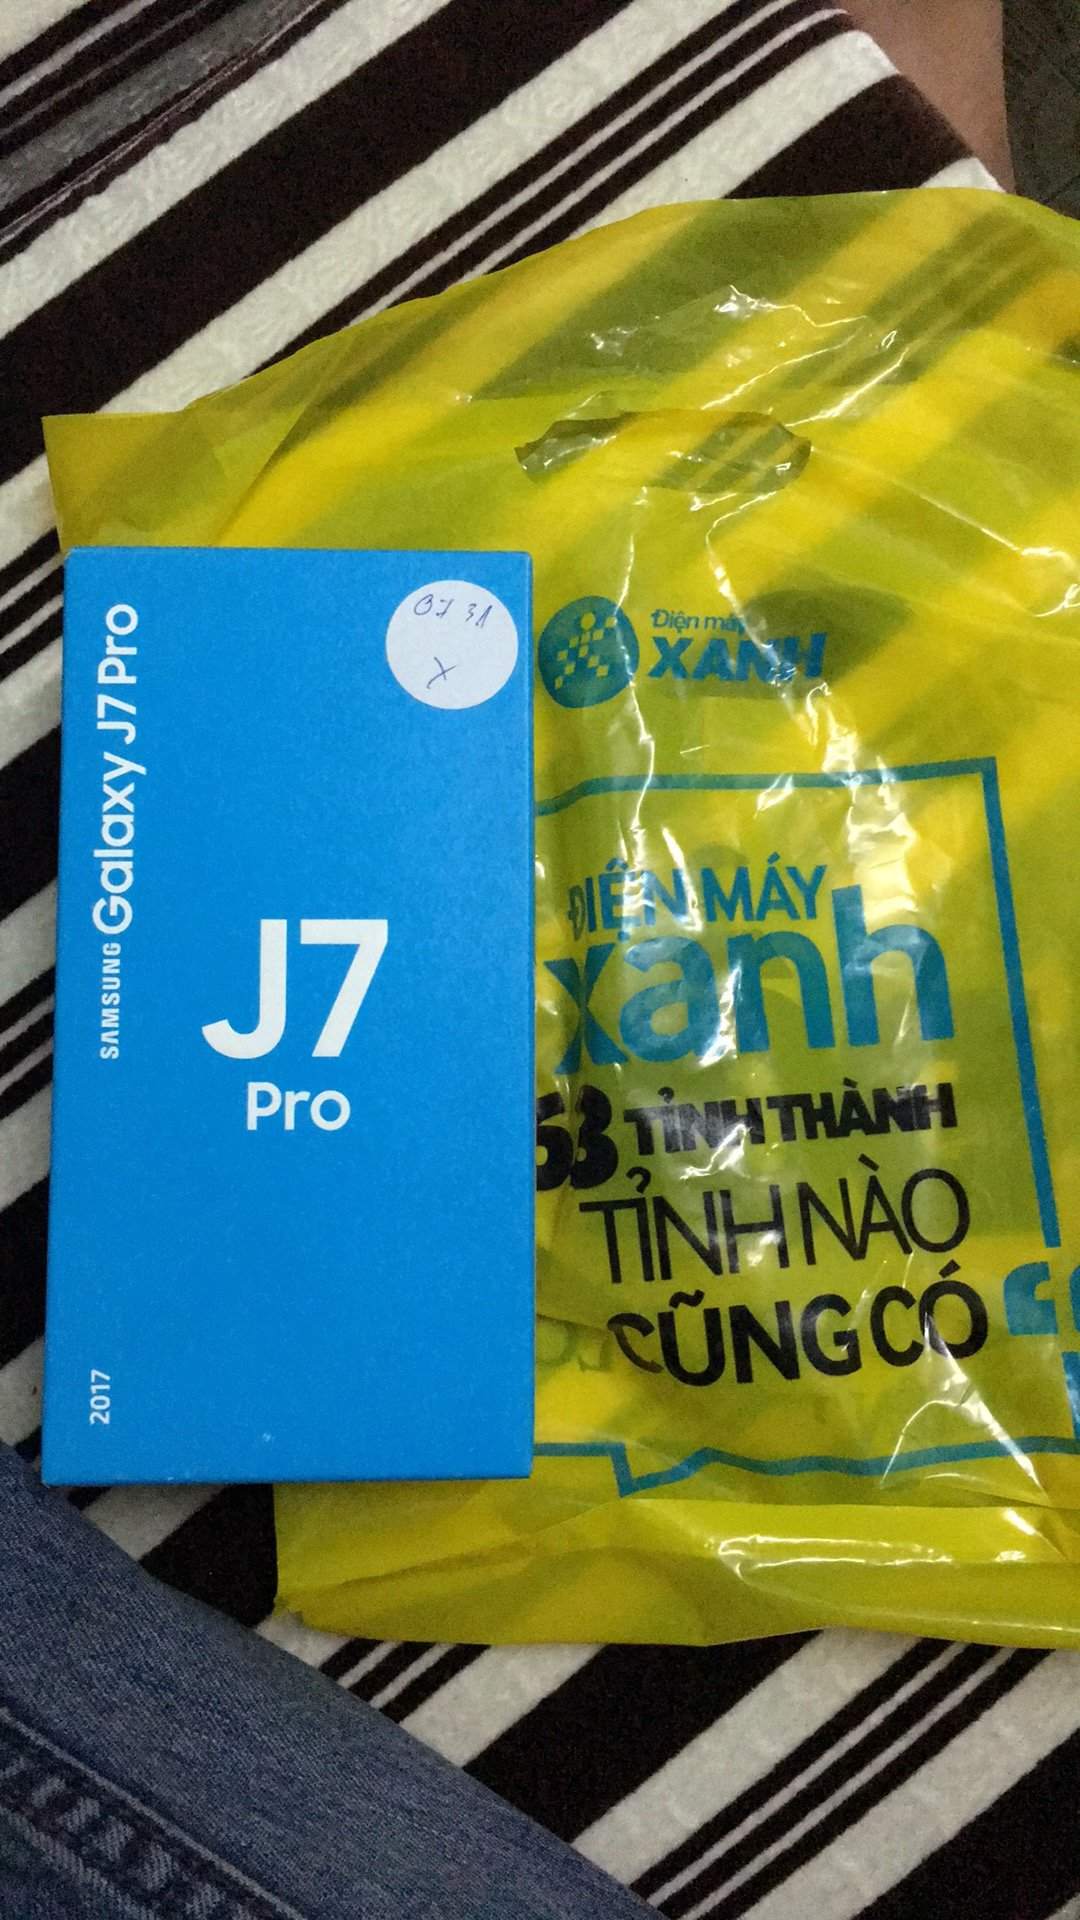 SAMSUNG Galaxy J7 Pro
J7
Pro
2017
X
Điện máy
XANH
ĐIỆN MÁY
xanh
63 TỈNH THÀNH
TỈNH NÀO
CŨNG CÓ